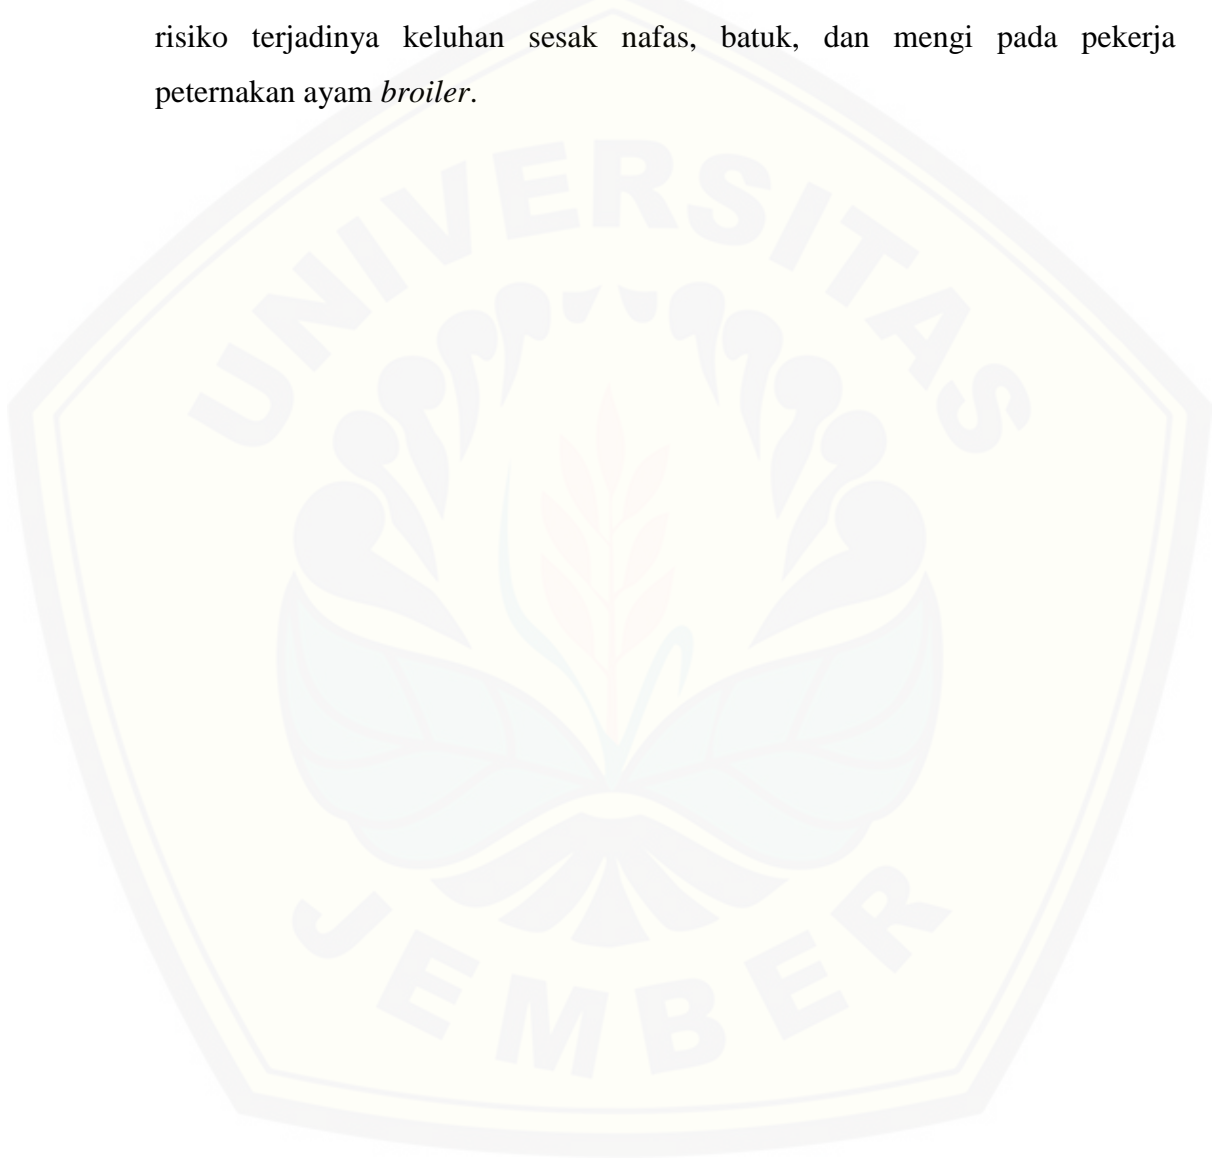 risiko terjadinya keluhan sesak nafas, batuk, dan mengi pada pekerja
peternakan ayam broiler.
UNIVERSITAS
JEMBER